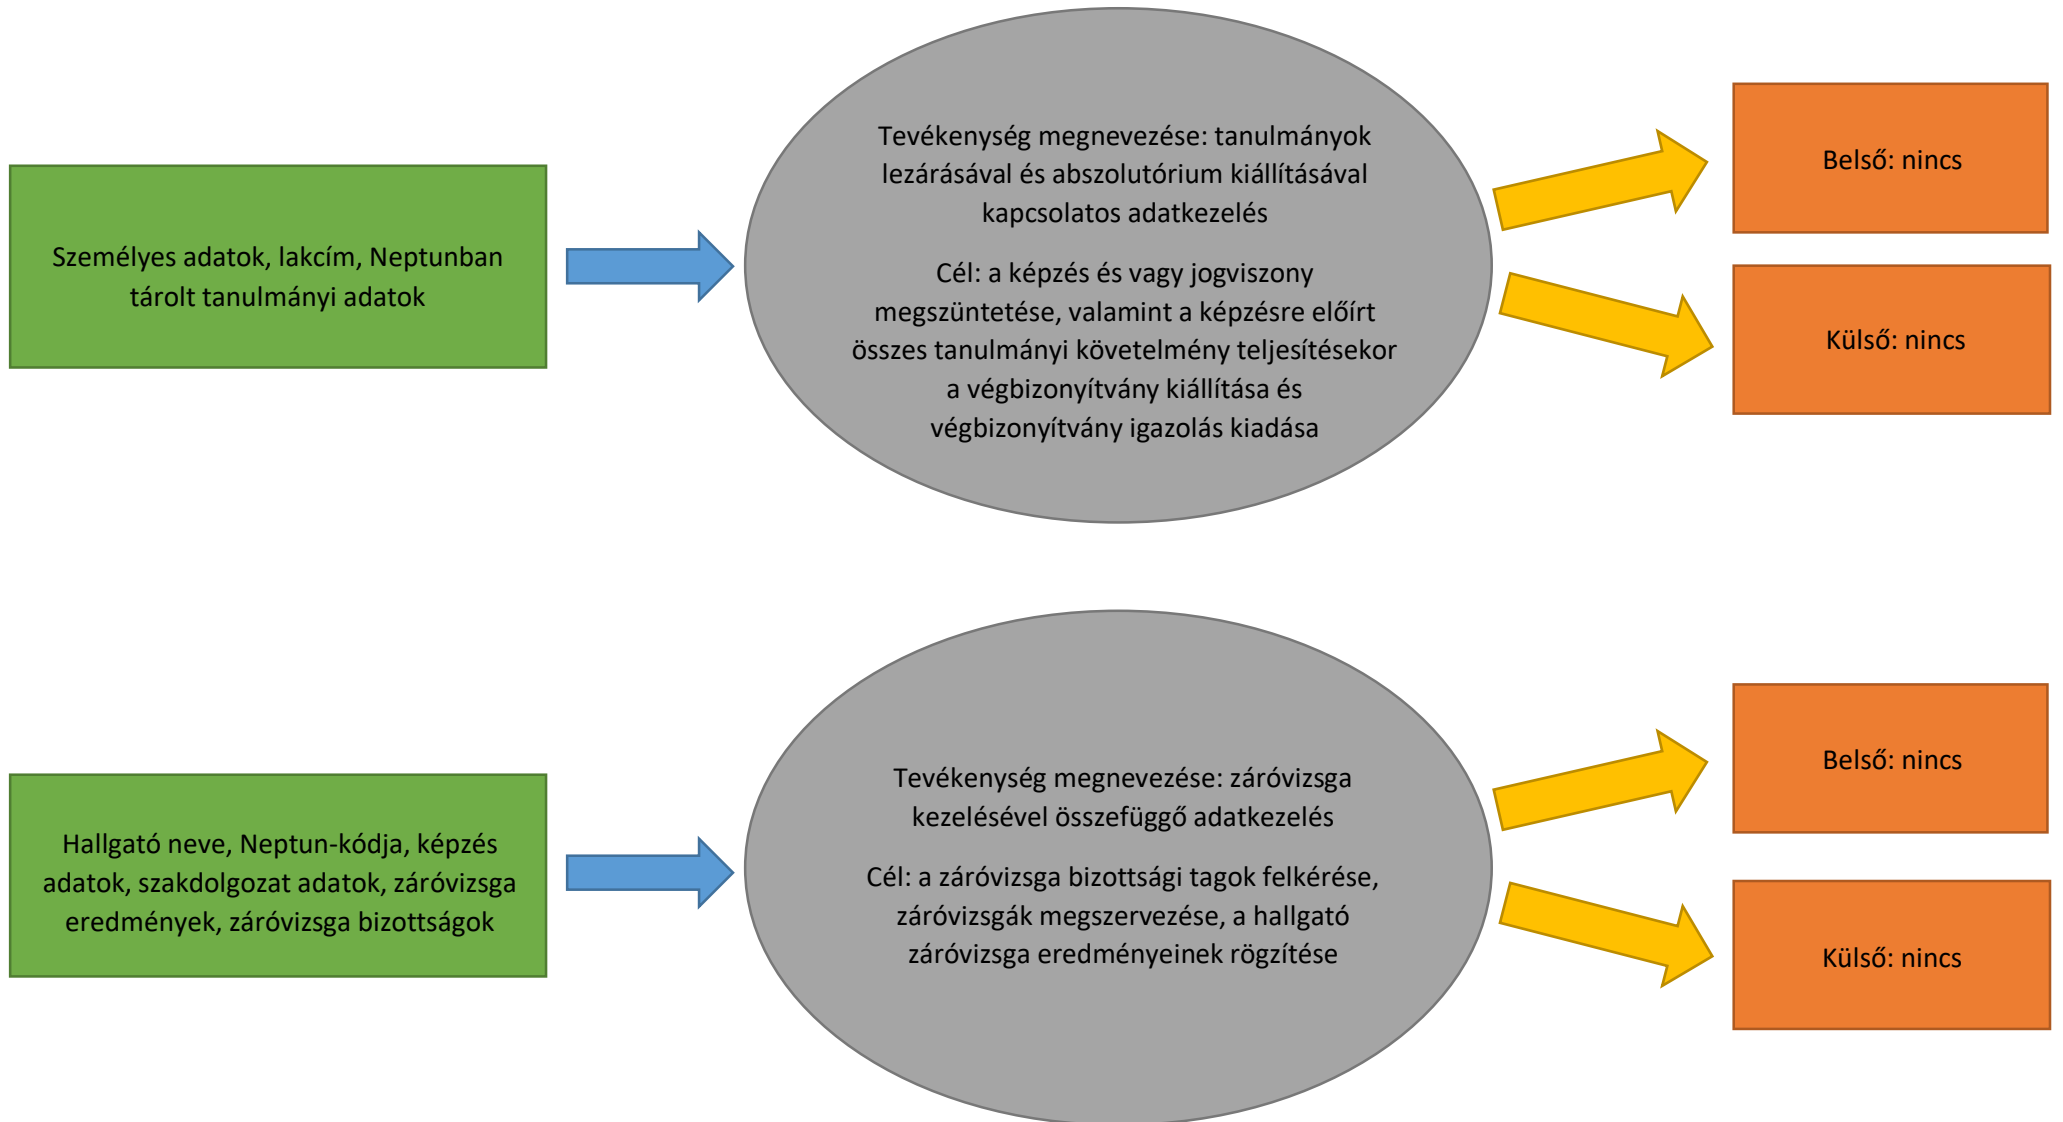 Személyes adatok, lakcím, Neptunban
tárolt tanulmányi adatok
Tevékenység megnevezése: tanulmányok
lezárásával és abszolutórium kiállításával
kapcsolatos adatkezelés
Cél: a képzés és vagy jogviszony
megszüntetése, valamint a képzésre előírt
összes tanulmányi követelmény teljesítésekor
a végbizonyítvány kiállítása és
végbizonyítvány igazolás kiadása
Belső: nincs
Külső: nincs
Hallgató neve, Neptun-kódja, képzés
adatok, szakdolgozat adatok, záróvizsga
eredmények, záróvizsga bizottságok
Tevékenység megnevezése: záróvizsga
kezelésével összefüggő adatkezelés
Cél: a záróvizsga bizottsági tagok felkérése,
záróvizsgák megszervezése, a hallgató
záróvizsga eredményeinek rögzítése
Belső: nincs
Külső: nincs